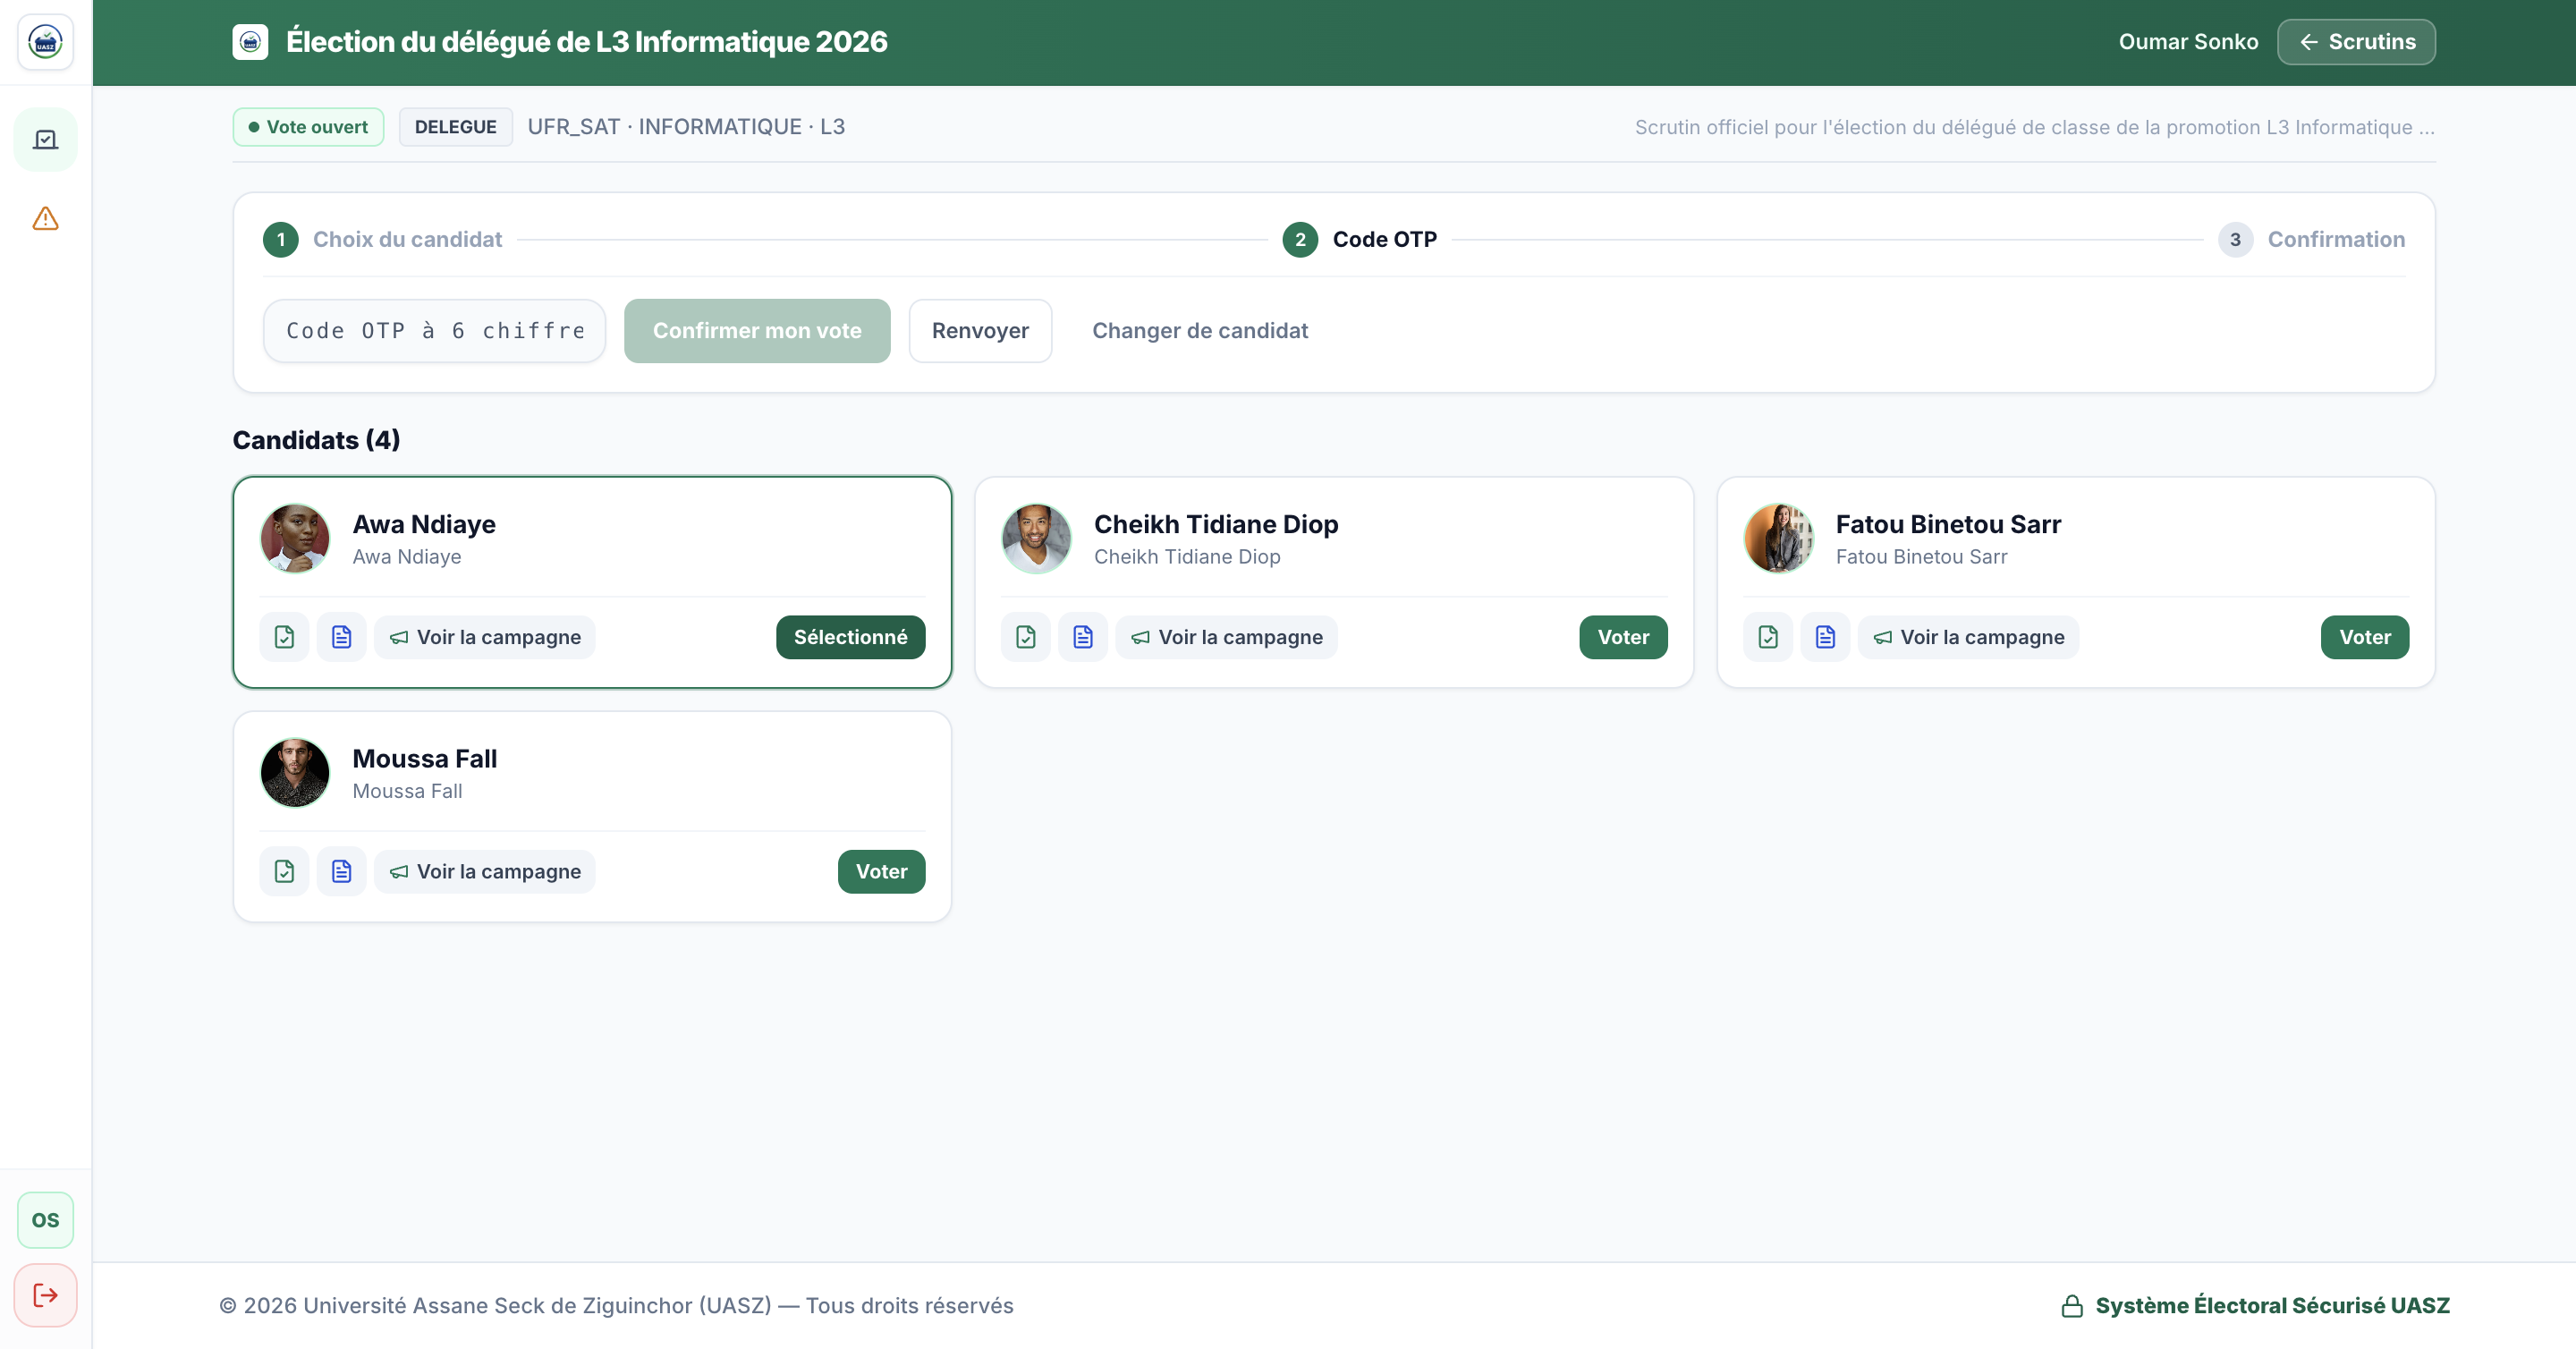 UASZ
Élection du délégué de L3 Informatique 2026
Oumar Sonko
← Scrutins
Vote ouvert
DELEGUE
UFR_SAT · INFORMATIQUE · L3
Scrutin officiel pour l'élection du délégué de classe de la promotion L3 Informatique ...
1 Choix du candidat
2 Code OTP
3 Confirmation
Code OTP à 6 chiffre
Confirmer mon vote
Renvoyer
Changer de candidat
Candidats (4)
Awa Ndiaye
Awa Ndiaye
Voir la campagne
Sélectionné
Cheikh Tidiane Diop
Cheikh Tidiane Diop
Voir la campagne
Voter
Fatou Binetou Sarr
Fatou Binetou Sarr
Voir la campagne
Voter
Moussa Fall
Moussa Fall
Voir la campagne
Voter
OS
© 2026 Université Assane Seck de Ziguinchor (UASZ) — Tous droits réservés
Système Électoral Sécurisé UASZ